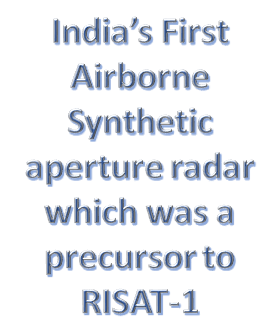 India’s First
Airborne
Synthetic
aperture radar
which was a
precursor to
RISAT-1